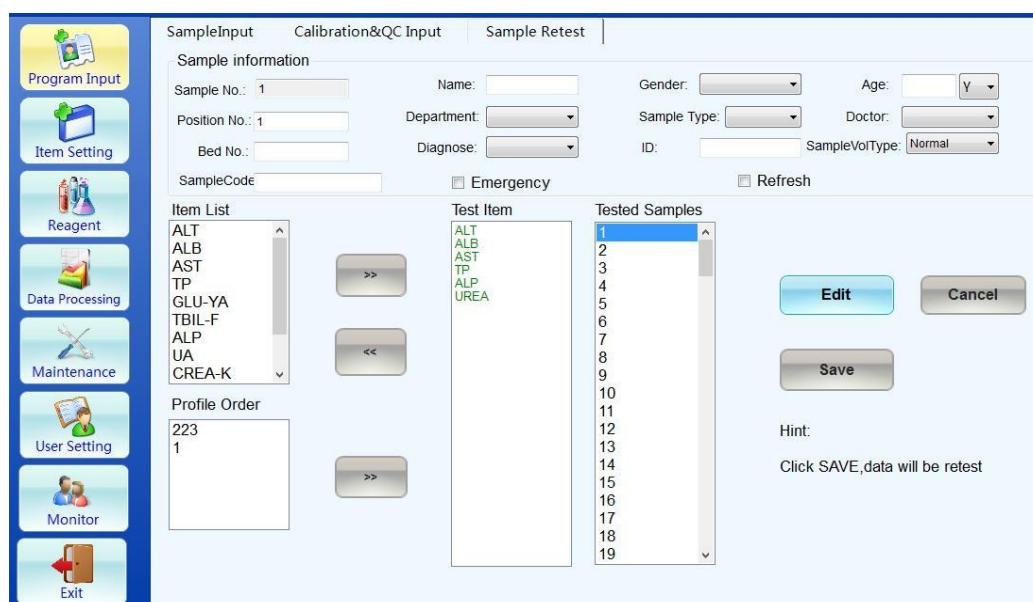 SampleInput Calibration&QC Input Sample Retest
Program Input
Item Setting
Reagent
Data Processing
Maintenance
User Setting
Monitor
Exit
Sample information
Sample No.: 1 Name: Gender: Age: Y
Position No.: 1 Department: Sample Type: Doctor:
Bed No.: Diagnose: ID: SampleVolType: Normal
SampleCode Emergency Refresh
Item List
ALT
ALB
AST
TP
GLU-YA
TBIL-F
ALP
UA
CREA-K
>>
<<
Profile Order
223
1
>>
Test Item
ALT
ALB
AST
TP
ALP
UREA
Tested Samples
1
2
3
4
5
6
7
8
9
10
11
12
13
14
15
16
17
18
19
Edit Cancel
Save
Hint:
Click SAVE,data will be retest